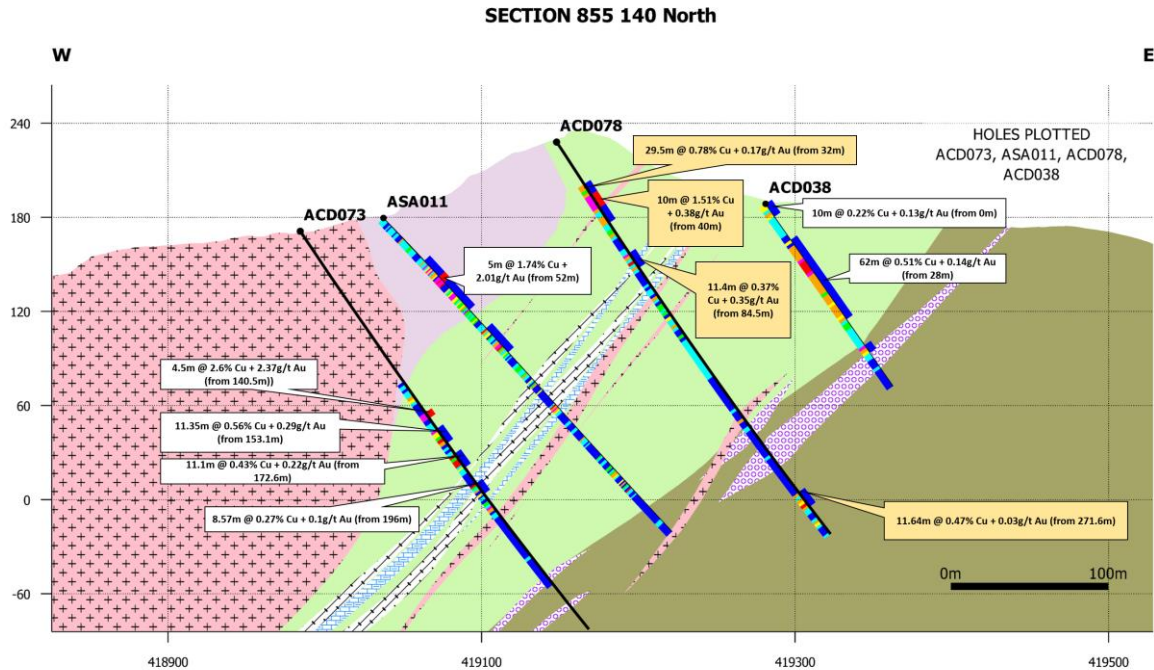 SECTION 855 140 North
W
E
240
180
120
60
0
-60
ACD078
HOLES PLOTTED
ACD073, ASA011, ACD078,
ACD038
29.5m @ 0.78% Cu + 0.17g/t Au (from 32m)
10m @ 1.51% Cu
+ 0.38g/t Au
(from 40m)
ACD038
10m @ 0.22% Cu + 0.13g/t Au (from 0m)
ASA011
ACD073
5m @ 1.74% Cu +
2.01g/t Au (from 52m)
62m @ 0.51% Cu + 0.14g/t Au
(from 28m)
11.4m @ 0.37%
Cu + 0.35g/t Au
(from 84.5m)
4.5m @ 2.6% Cu + 2.37g/t Au
(from 140.5m))
11.35m @ 0.56% Cu + 0.29g/t Au
(from 153.1m)
11.1m @ 0.43% Cu + 0.22g/t Au (from
172.6m)
8.57m @ 0.27% Cu + 0.1g/t Au (from 196m)
11.64m @ 0.47% Cu + 0.03g/t Au (from 271.6m)
0m 100m
418900 419100 419300 419500